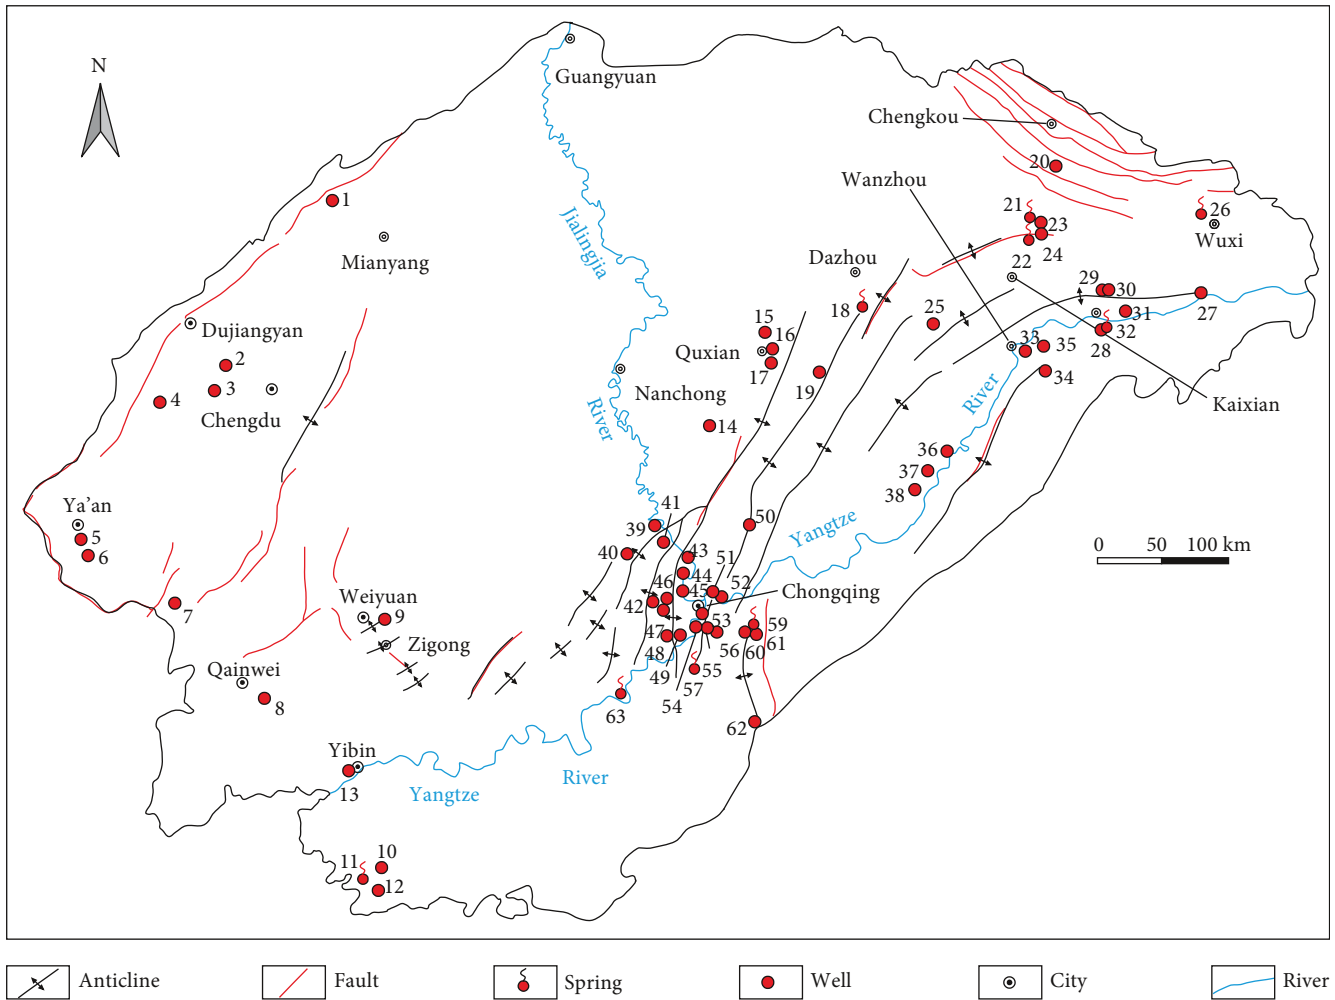 N
Guangyuan
Chengkou
20
Wanzhou
1
21
23
26
Mianyang
Jialingjia
24
Wuxi
Dazhou
22
29
30
18
25
27
31
Dujiangyan
15
16
32
28
2
Quxian
17
33
35
3
4
19
34
Chengdu
Nanchong
River
Kaixian
14
River
36
37
38
Ya'an
5
6
41
39
50
Yangtze
0 50 100 km
40
43
51
44
46
45
52
Chongqing
7
Weiyuan
9
42
53
59
47
56
60
61
Zigong
48
55
Qainwei
49
57
8
63
54
62
Yibin
River
13
Yangtze
10
11
12
Anticline
Fault
Spring
Well
City
River